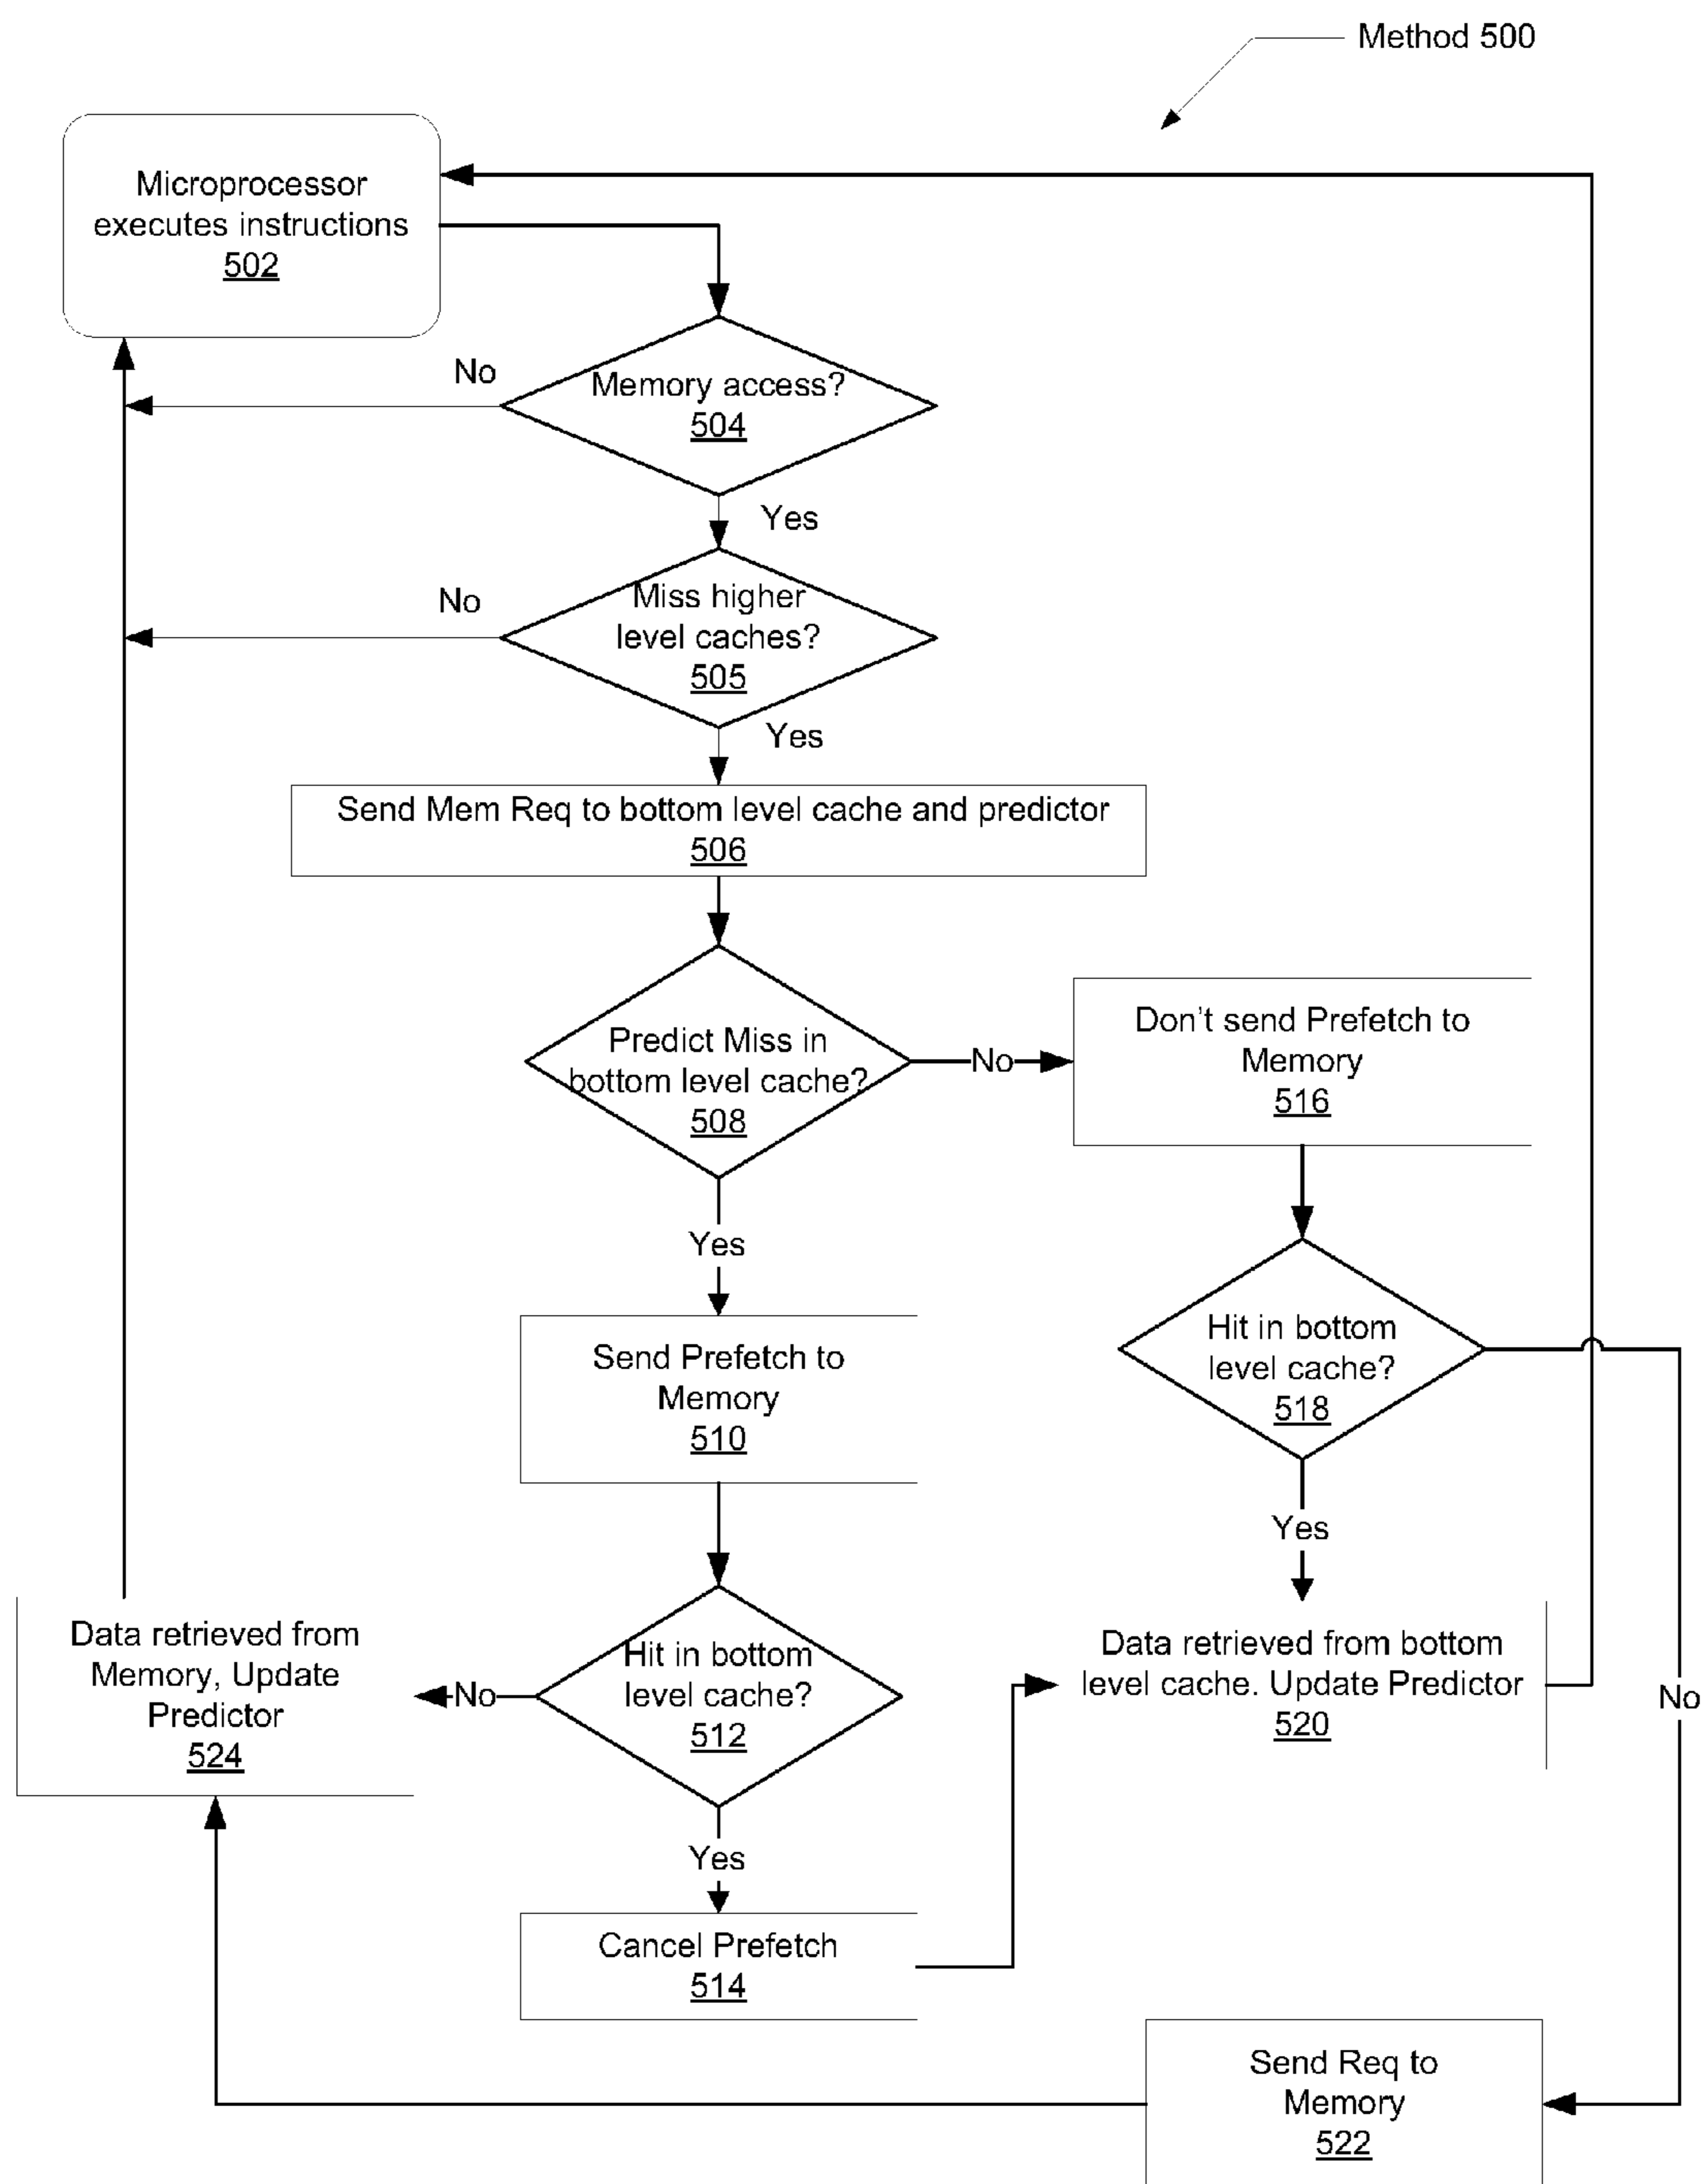 Method 500
Microprocessor
executes instructions
502
No
Memory access?
504
Yes
No
Miss higher
level caches?
505
Yes
Send Mem Req to bottom level cache and predictor
506
Predict Miss in
bottom level cache?
508
No
Don't send Prefetch to
Memory
516
Yes
Send Prefetch to
Memory
510
Hit in bottom
level cache?
518
Yes
Data retrieved from
Memory, Update
Predictor
524
No
Hit in bottom
level cache?
512
Data retrieved from bottom
level cache. Update Predictor
520
No
Yes
Cancel Prefetch
514
Send Req to
Memory
522